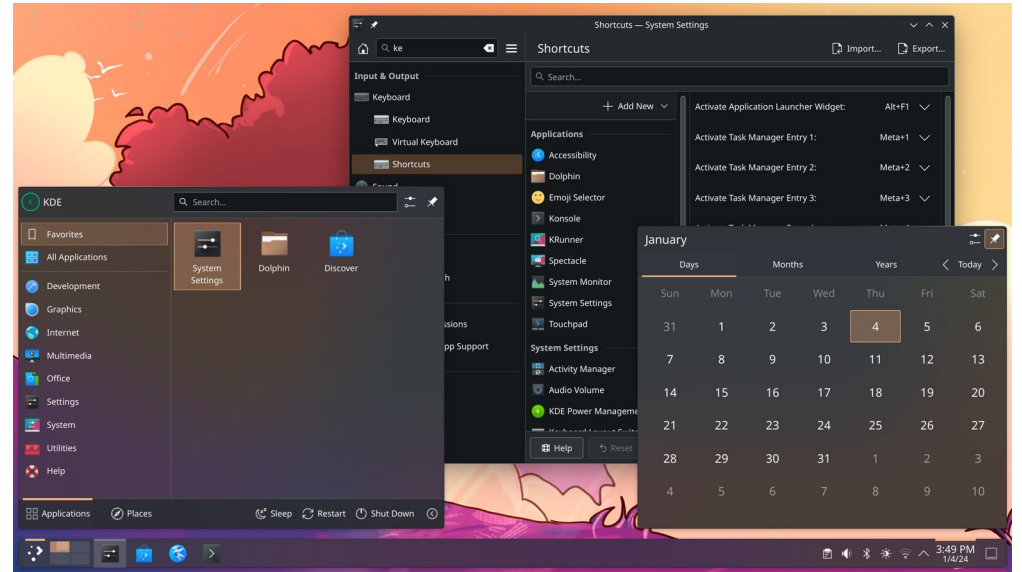 Shortcuts — System Settings
ke
Shortcuts
Import...
Export...
Input & Output
Search...
Keyboard
Add New
Activate Application Launcher Widget:
Alt+F1
Keyboard
Applications
Activate Task Manager Entry 1:
Meta+1
Virtual Keyboard
Accessibility
Shortcuts
Dolphin
Activate Task Manager Entry 2:
Meta+2
Sound
Emoji Selector
Activate Task Manager Entry 3:
Meta+3
Konsole
KRunner
Spectacle
System Monitor
System Settings
Touchpad
System Settings
Activity Manager
Audio Volume
KDE Power Manageme
Help
Reset
ssions
pp Support
K
KDE
Search...
Favorites
All Applications
Development
Graphics
Internet
Multimedia
Office
Settings
System
Utilities
Help
System
Settings
Dolphin
Discover
Applications
Places
Sleep
Restart
Shut Down
January
Days
Months
Years
Today
Sun Mon Tue Wed Thu Fri Sat
31 1 2 3 4 5 6
7 8 9 10 11 12 13
14 15 16 17 18 19 20
21 22 23 24 25 26 27
28 29 30 31 1 2 3
4 5 6 7 8 9 10
3:49 PM
1/4/24